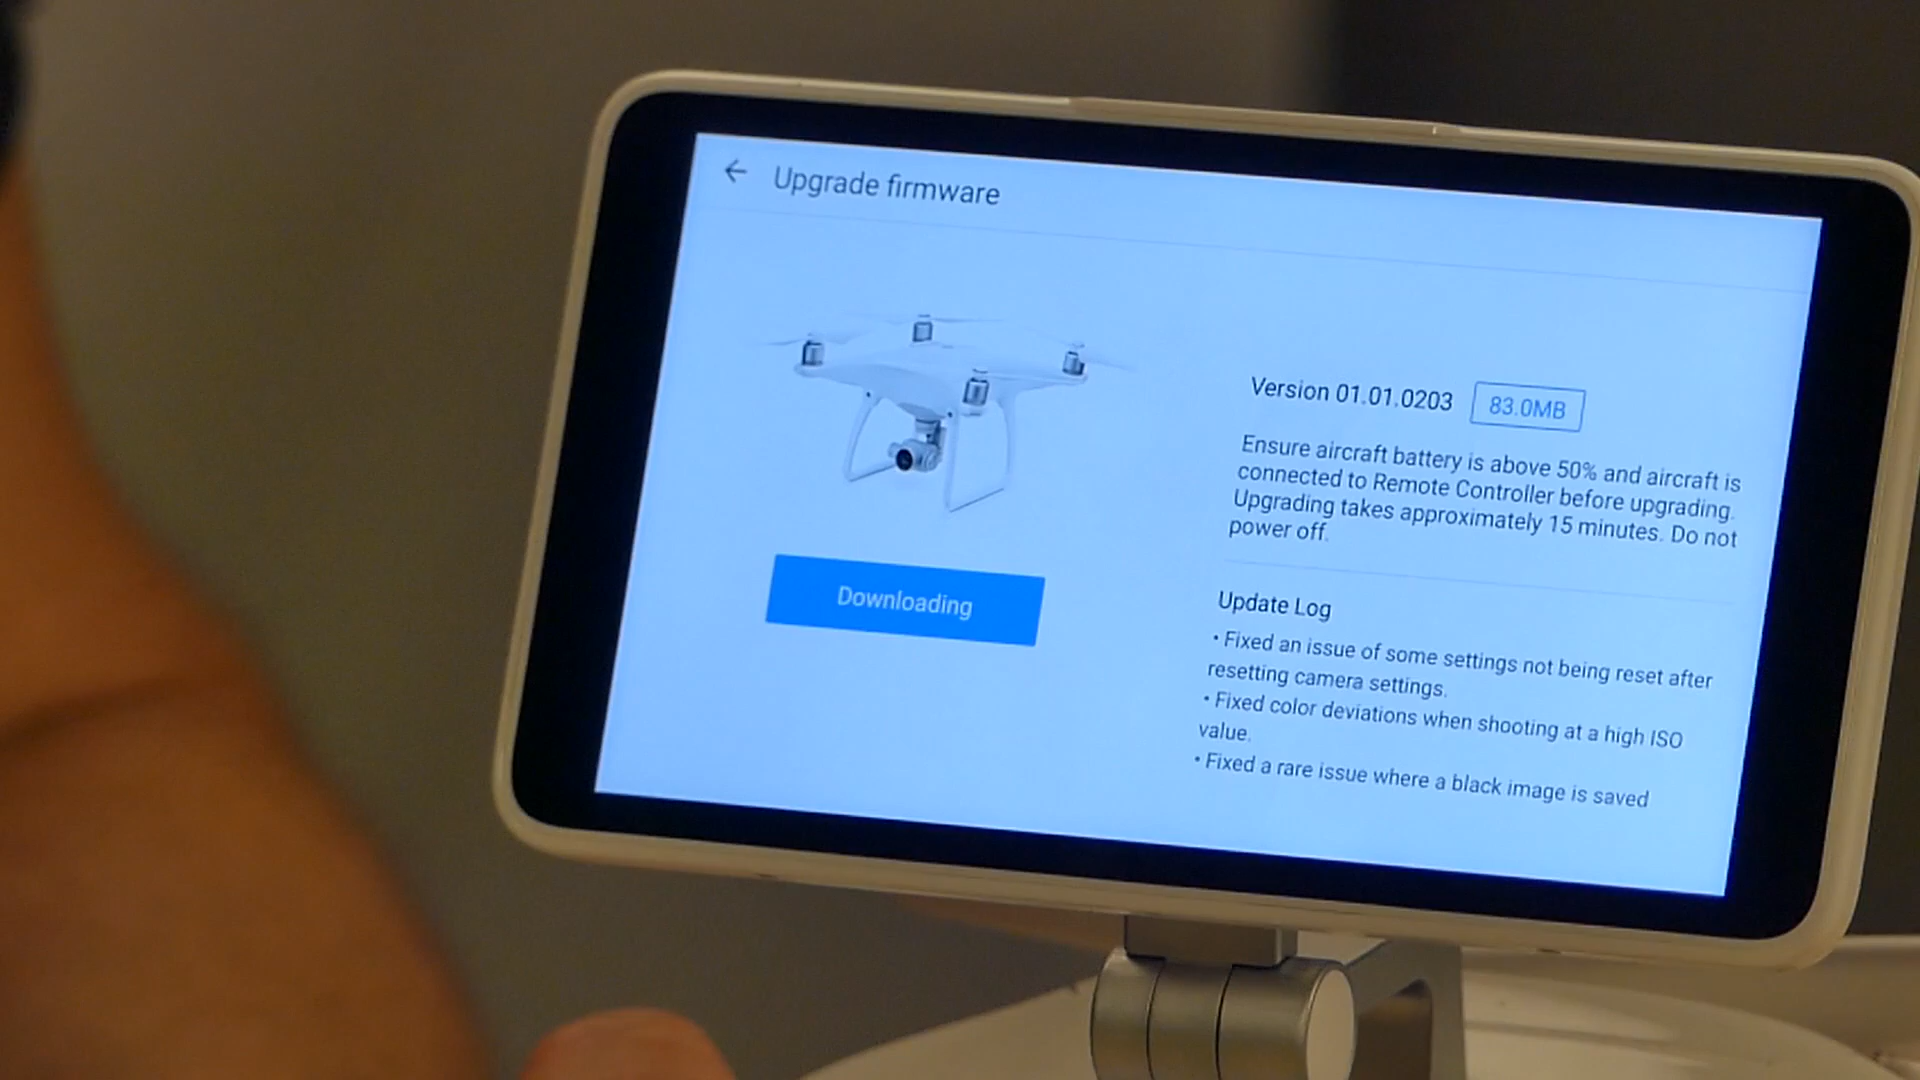 Upgrade firmware
Version 01.01.0203 83.0MB
Ensure aircraft battery is above 50% and aircraft is
connected to Remote Controller before upgrading.
Upgrading takes approximately 15 minutes. Do not
power off.
Downloading
Update Log
• Fixed an issue of some settings not being reset after
resetting camera settings.
• Fixed color deviations when shooting at a high ISO
value.
• Fixed a rare issue where a black image is saved